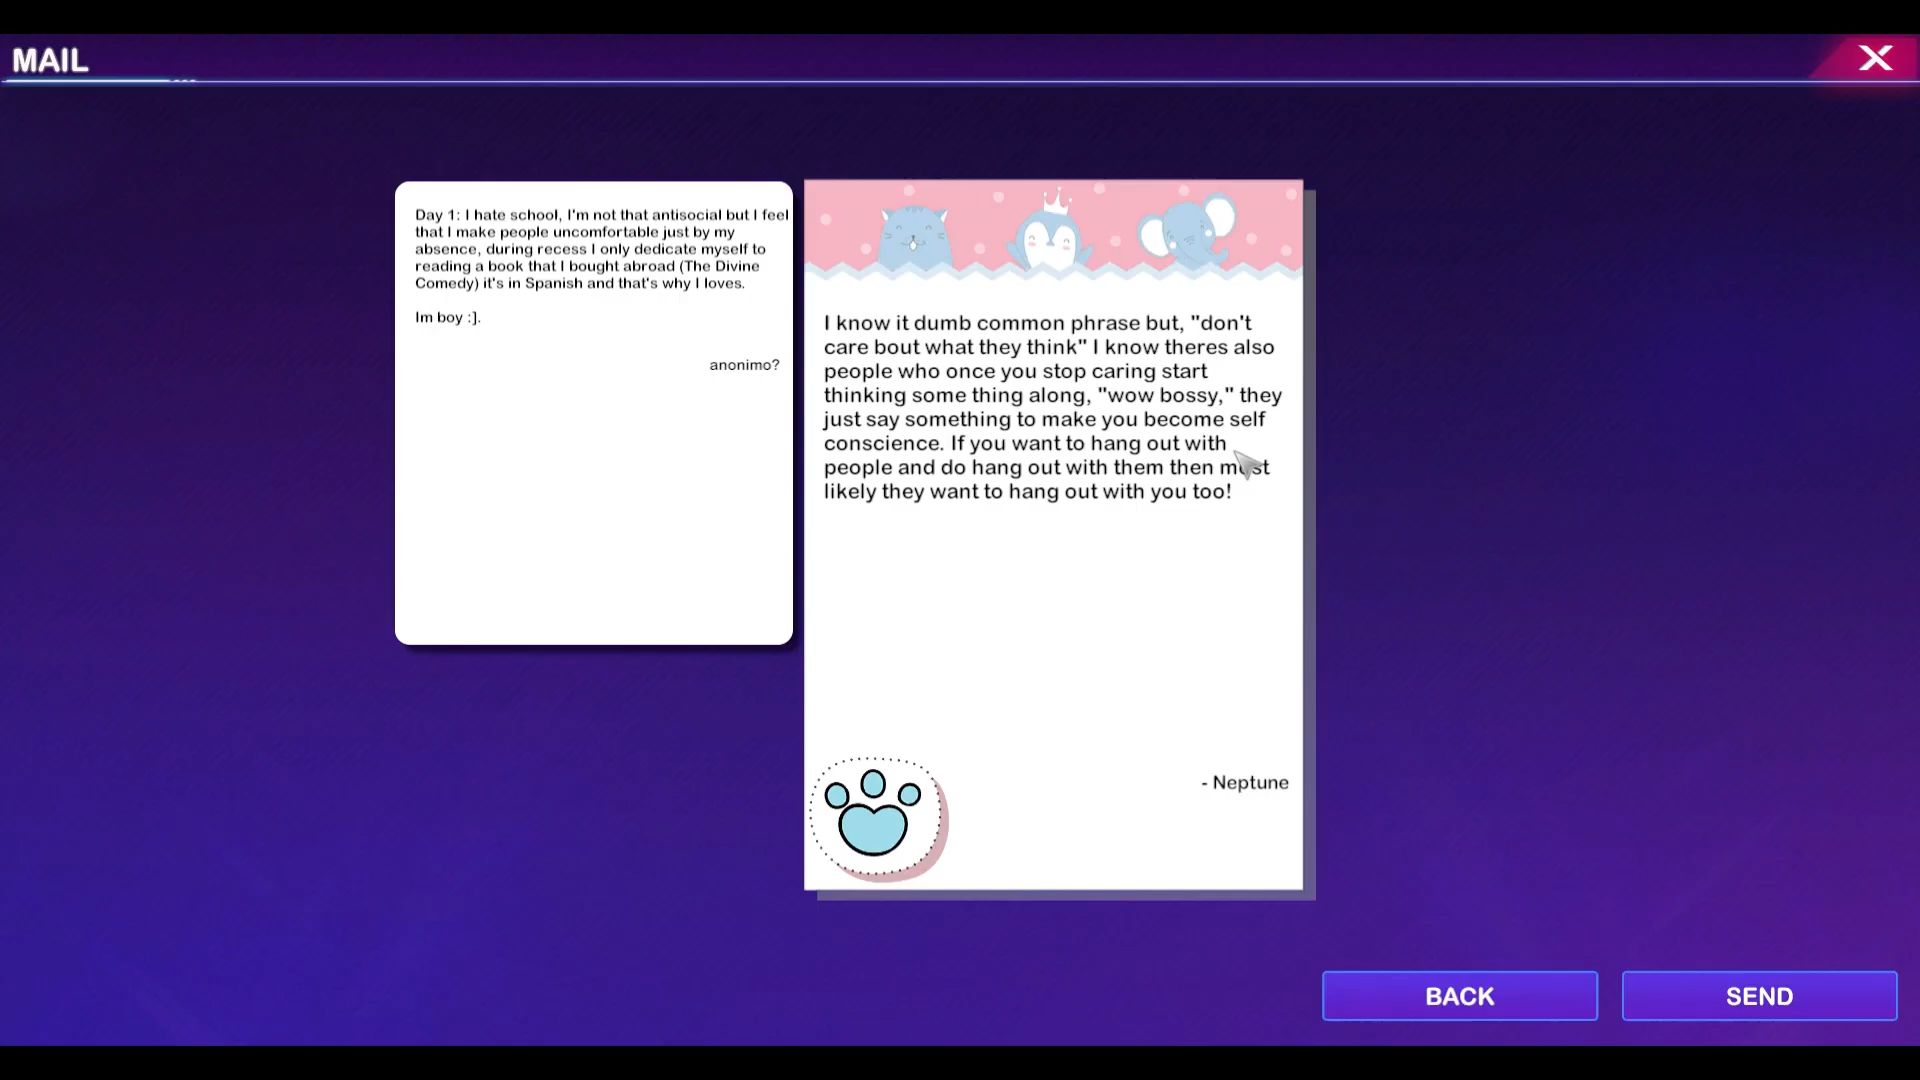 MAIL
X
Day 1: I hate school, I'm not that antisocial but I feel
that I make people uncomfortable just by my
absence, during recess I only dedicate myself to
reading a book that I bought abroad (The Divine
Comedy) it's in Spanish and that's why I loves.
Im boy :].
anonimo?
I know it dumb common phrase but, "don't
care bout what they think" I know theres also
people who once you stop caring start
thinking some thing along, "wow bossy," they
just say something to make you become self
conscience. If you want to hang out with
people and do hang out with them then most
likely they want to hang out with you too!
- Neptune
BACK
SEND